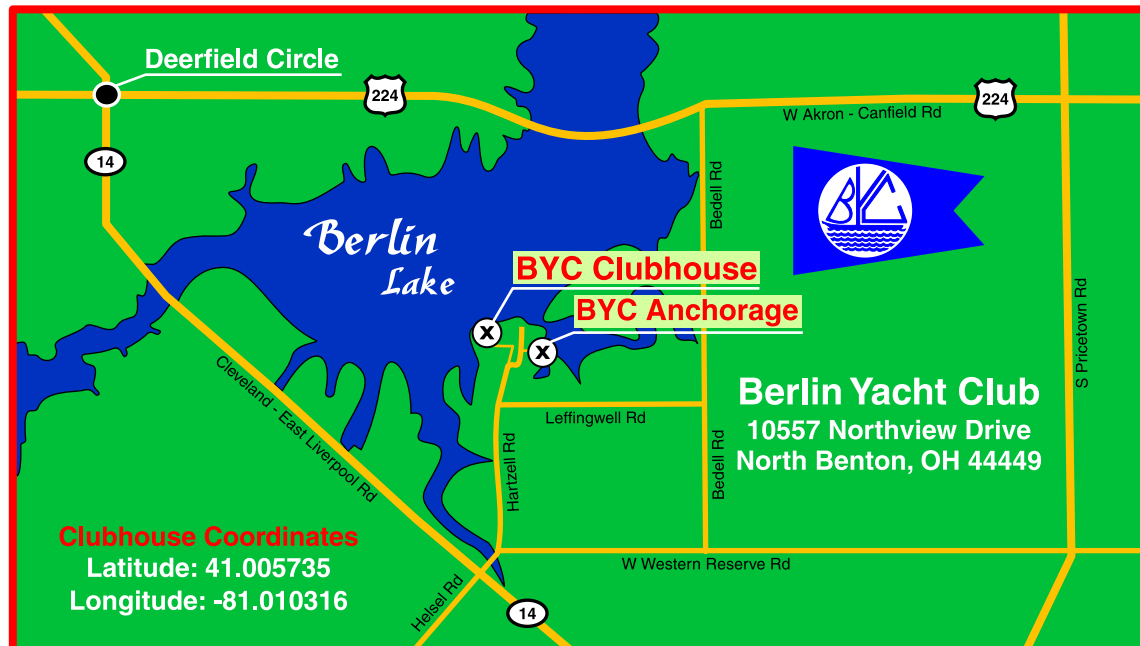 Deerfield Circle
224
224
W Akron - Canfield Rd
14
Bedell Rd
BYC
Berlin
Lake
BYC Clubhouse
BYC Anchorage
S Pricetown Rd
X
X
Cleveland - East Liverpool Rd
Leffingwell Rd
Berlin Yacht Club
10557 Northview Drive
North Benton, OH 44449
Hartzell Rd
Bedell Rd
Clubhouse Coordinates
Latitude: 41.005735
Longitude: -81.010316
W Western Reserve Rd
Helsel Rd
14